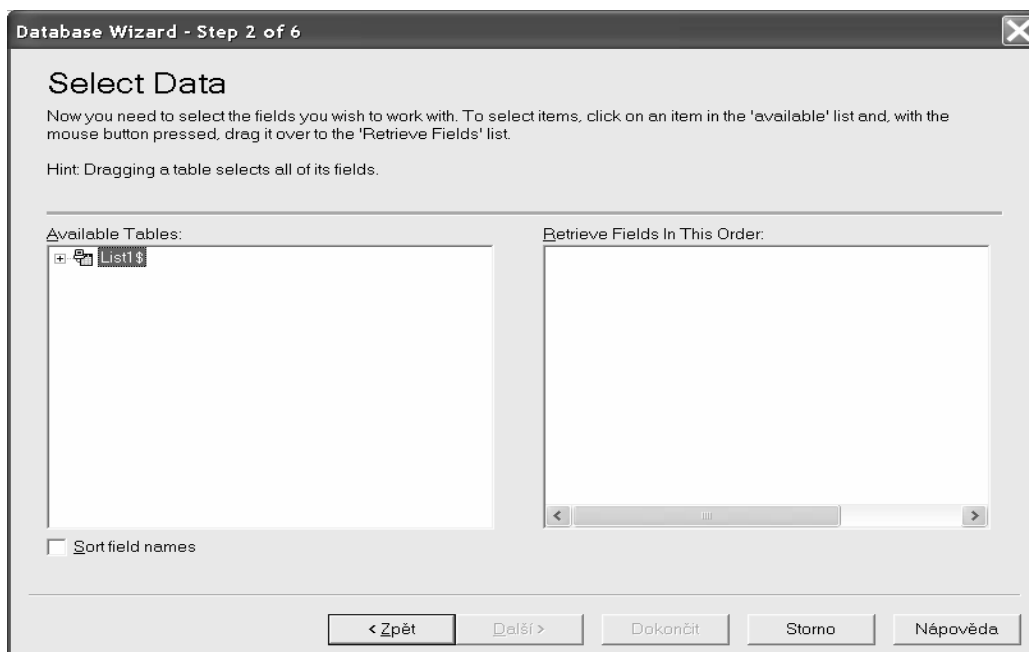 Database Wizard - Step 2 of 6
Select Data
Now you need to select the fields you wish to work with. To select items, click on an item in the 'available' list and, with the
mouse button pressed, drag it over to the 'Retrieve Fields' list.
Hint: Dragging a table selects all of its fields.
Available Tables:
Retrieve Fields In This Order:
List1$
Sort field names
< Zpět
Další >
Dokončit
Storno
Nápověda